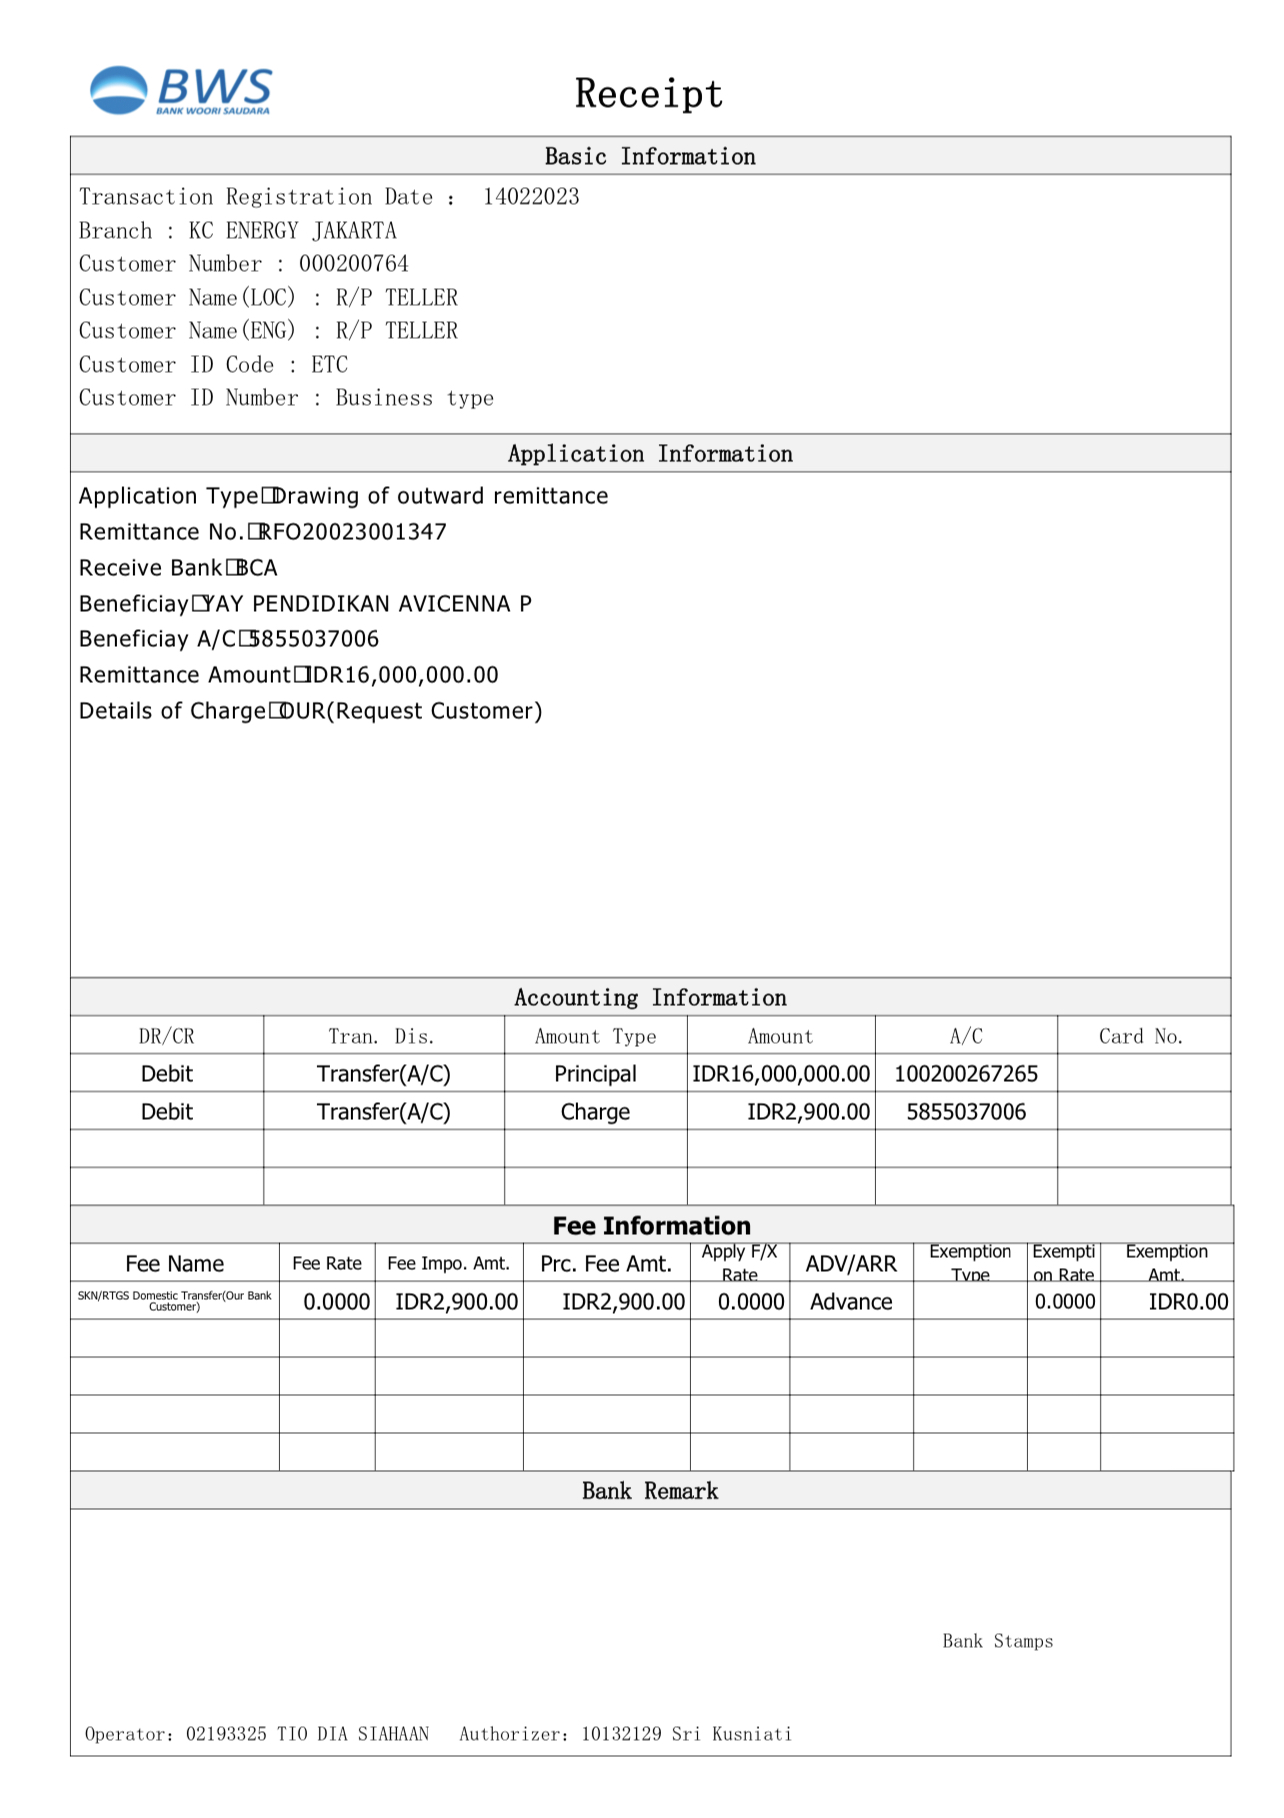 BWS
BANK WOORI SAUDARA
Receipt
Basic Information
Transaction Registration Date : 14022023
Branch : KC ENERGY JAKARTA
Customer Number : 000200764
Customer Name(LOC) : R/P TELLER
Customer Name(ENG) : R/P TELLER
Customer ID Code : ETC
Customer ID Number : Business type
Application Information
Application Type□Drawing of outward remittance
Remittance No.□RFO20023001347
Receive Bank□BCA
Beneficiay□YAY PENDIDIKAN AVICENNA P
Beneficiay A/C□5855037006
Remittance Amount□IDR16,000,000.00
Details of Charge□OUR(Request Customer)
Accounting Information
DR/CR Tran. Dis. Amount Type Amount A/C Card No.
Debit Transfer(A/C) Principal IDR16,000,000.00 100200267265
Debit Transfer(A/C) Charge IDR2,900.00 5855037006
Fee Information
Fee Name Fee Rate Fee Impo. Amt. Prc. Fee Amt. Apply F/X Rate ADV/ARR Exemption Type Exempti on Rate Exemption Amt.
SKN/RTGS Domestic Transfer(Our Bank Customer) 0.0000 IDR2,900.00 IDR2,900.00 0.0000 Advance 0.0000 IDR0.00
Bank Remark
Bank Stamps
Operator: 02193325 TIO DIA SIAHAAN Authorizer: 10132129 Sri Kusniati